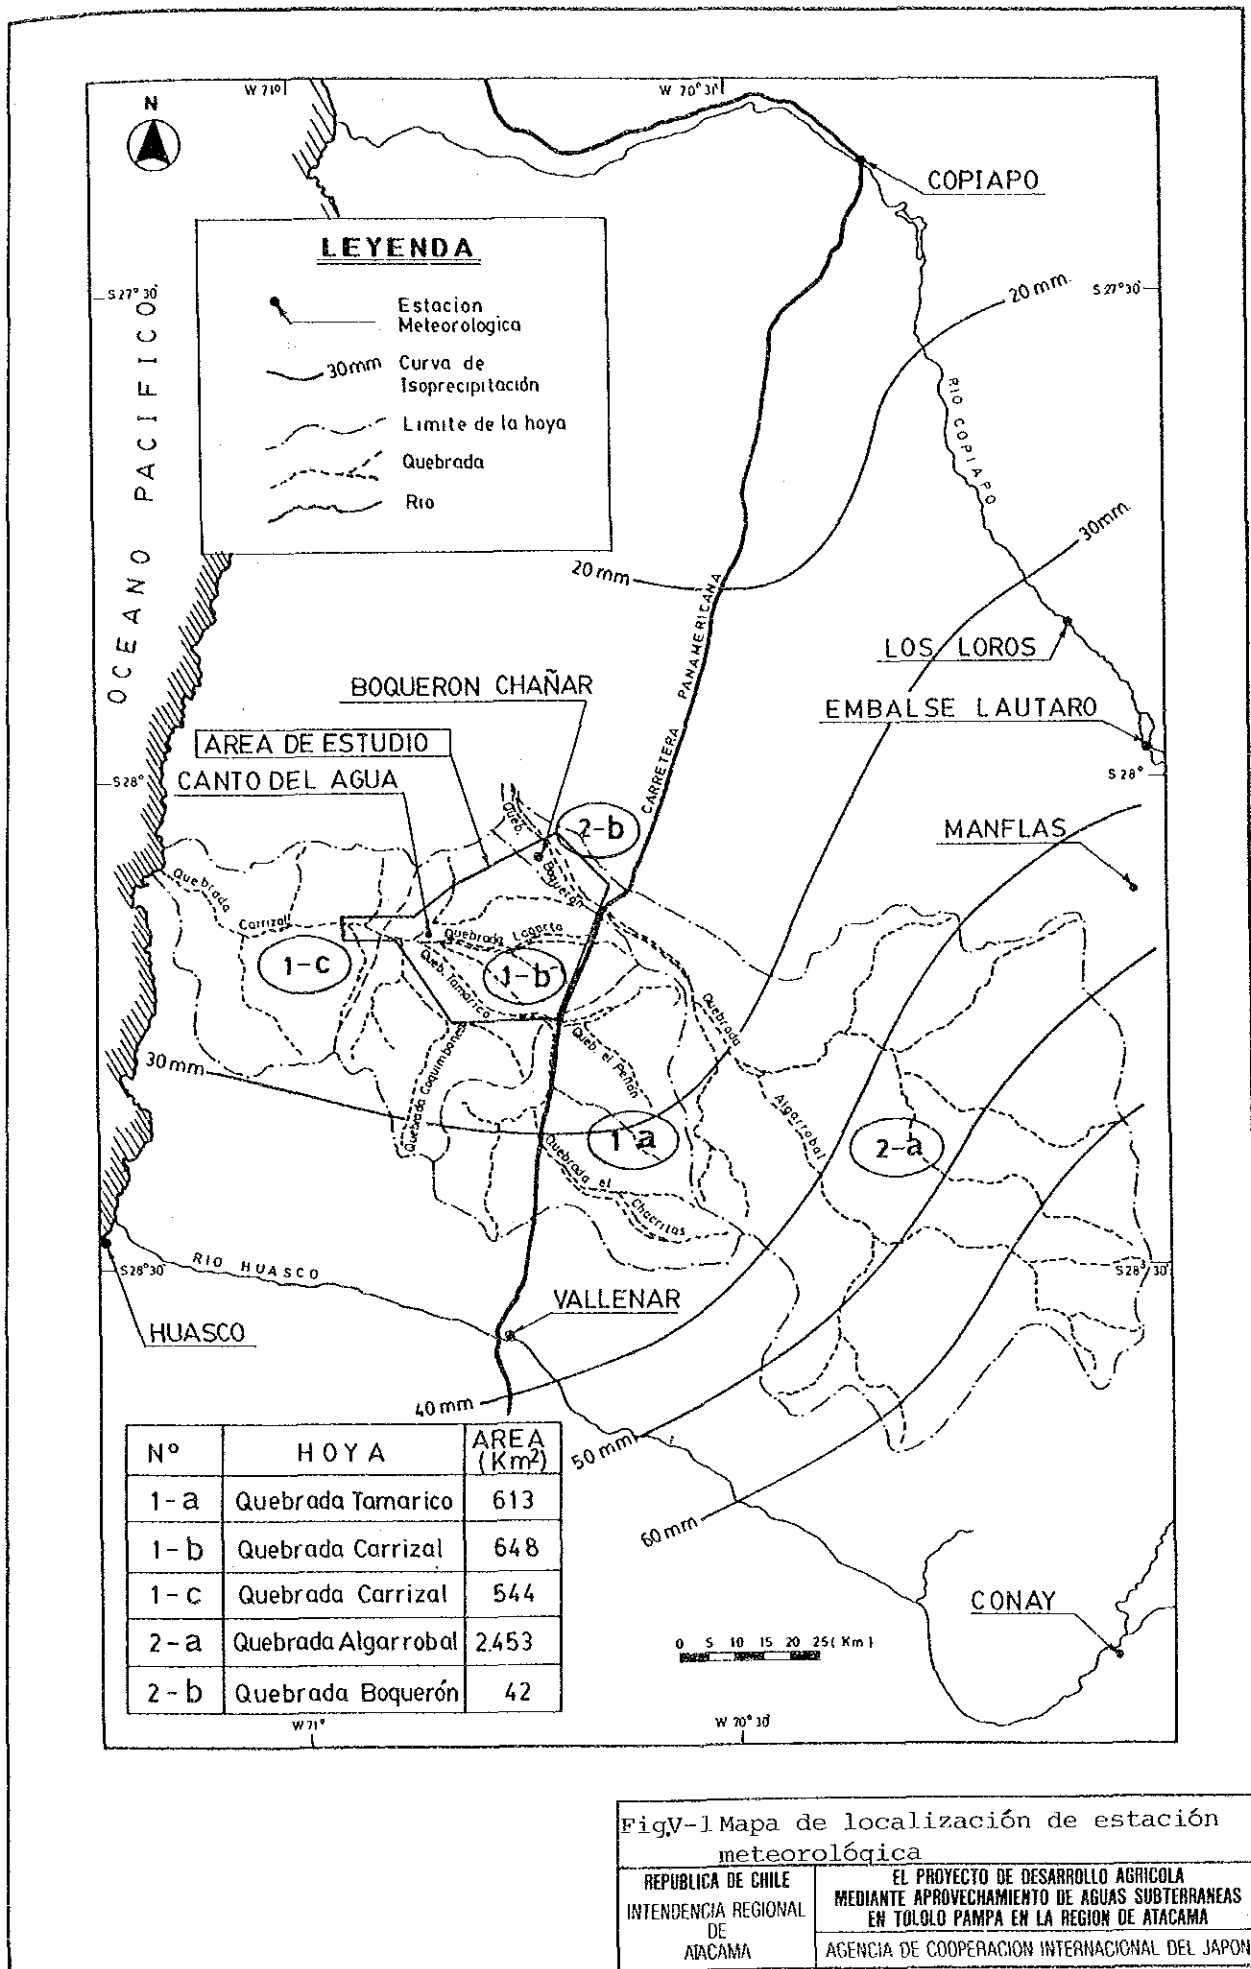 W 71°
W 70° 30'
N
COPIAPO
LEYENDA
Estacion
Meteorologica
30mm
Curva de
Isoprecipitación
Limite de la hoya
Quebrada
Rio
S 27° 30'
S 27° 30'
OCEANO PACIFICO
20 mm.
RIO COPIAPO
30mm.
20 mm
CARRETERA PANAMERICANA
LOS LOROS
BOQUERON CHAÑAR
EMBALSE LAUTARO
AREA DE ESTUDIO
CANTO DEL AGUA
S 28°
S 28°
2-b
MANFLAS
Queb. Boquerón
Quebrada Carrizal
Quebrada Lagarto
1-c
1-b
Queb. Tamarico
Quebrada Algarrobal
Queb. el Peñón
Quebrada Coquimbana
30 mm
1-a
2-a
Quebrada el Chacritas
RIO HUASCO
S 28° 30'
S 28° 30'
HUASCO
VALLENAR
40 mm
50 mm
60 mm
N° HOYA AREA (Km²)
1-a Quebrada Tamarico 613
1-b Quebrada Carrizal 648
1-c Quebrada Carrizal 544
2-a Quebrada Algarrobal 2.453
2-b Quebrada Boquerón 42
CONAY
0 5 10 15 20 25 (Km)
W 71°
W 70° 30'
Fig.V-1 Mapa de localización de estación
meteorológica
REPUBLICA DE CHILE
INTENDENCIA REGIONAL
DE
ATACAMA
EL PROYECTO DE DESARROLLO AGRICOLA
MEDIANTE APROVECHAMIENTO DE AGUAS SUBTERRANEAS
EN TOLOLO PAMPA EN LA REGION DE ATACAMA
AGENCIA DE COOPERACION INTERNACIONAL DEL JAPON